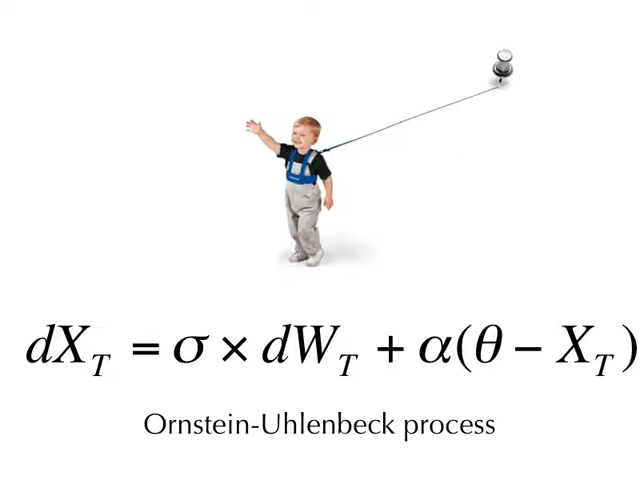 dX_T = σ × dW_T + α(θ − X_T)
Ornstein-Uhlenbeck process